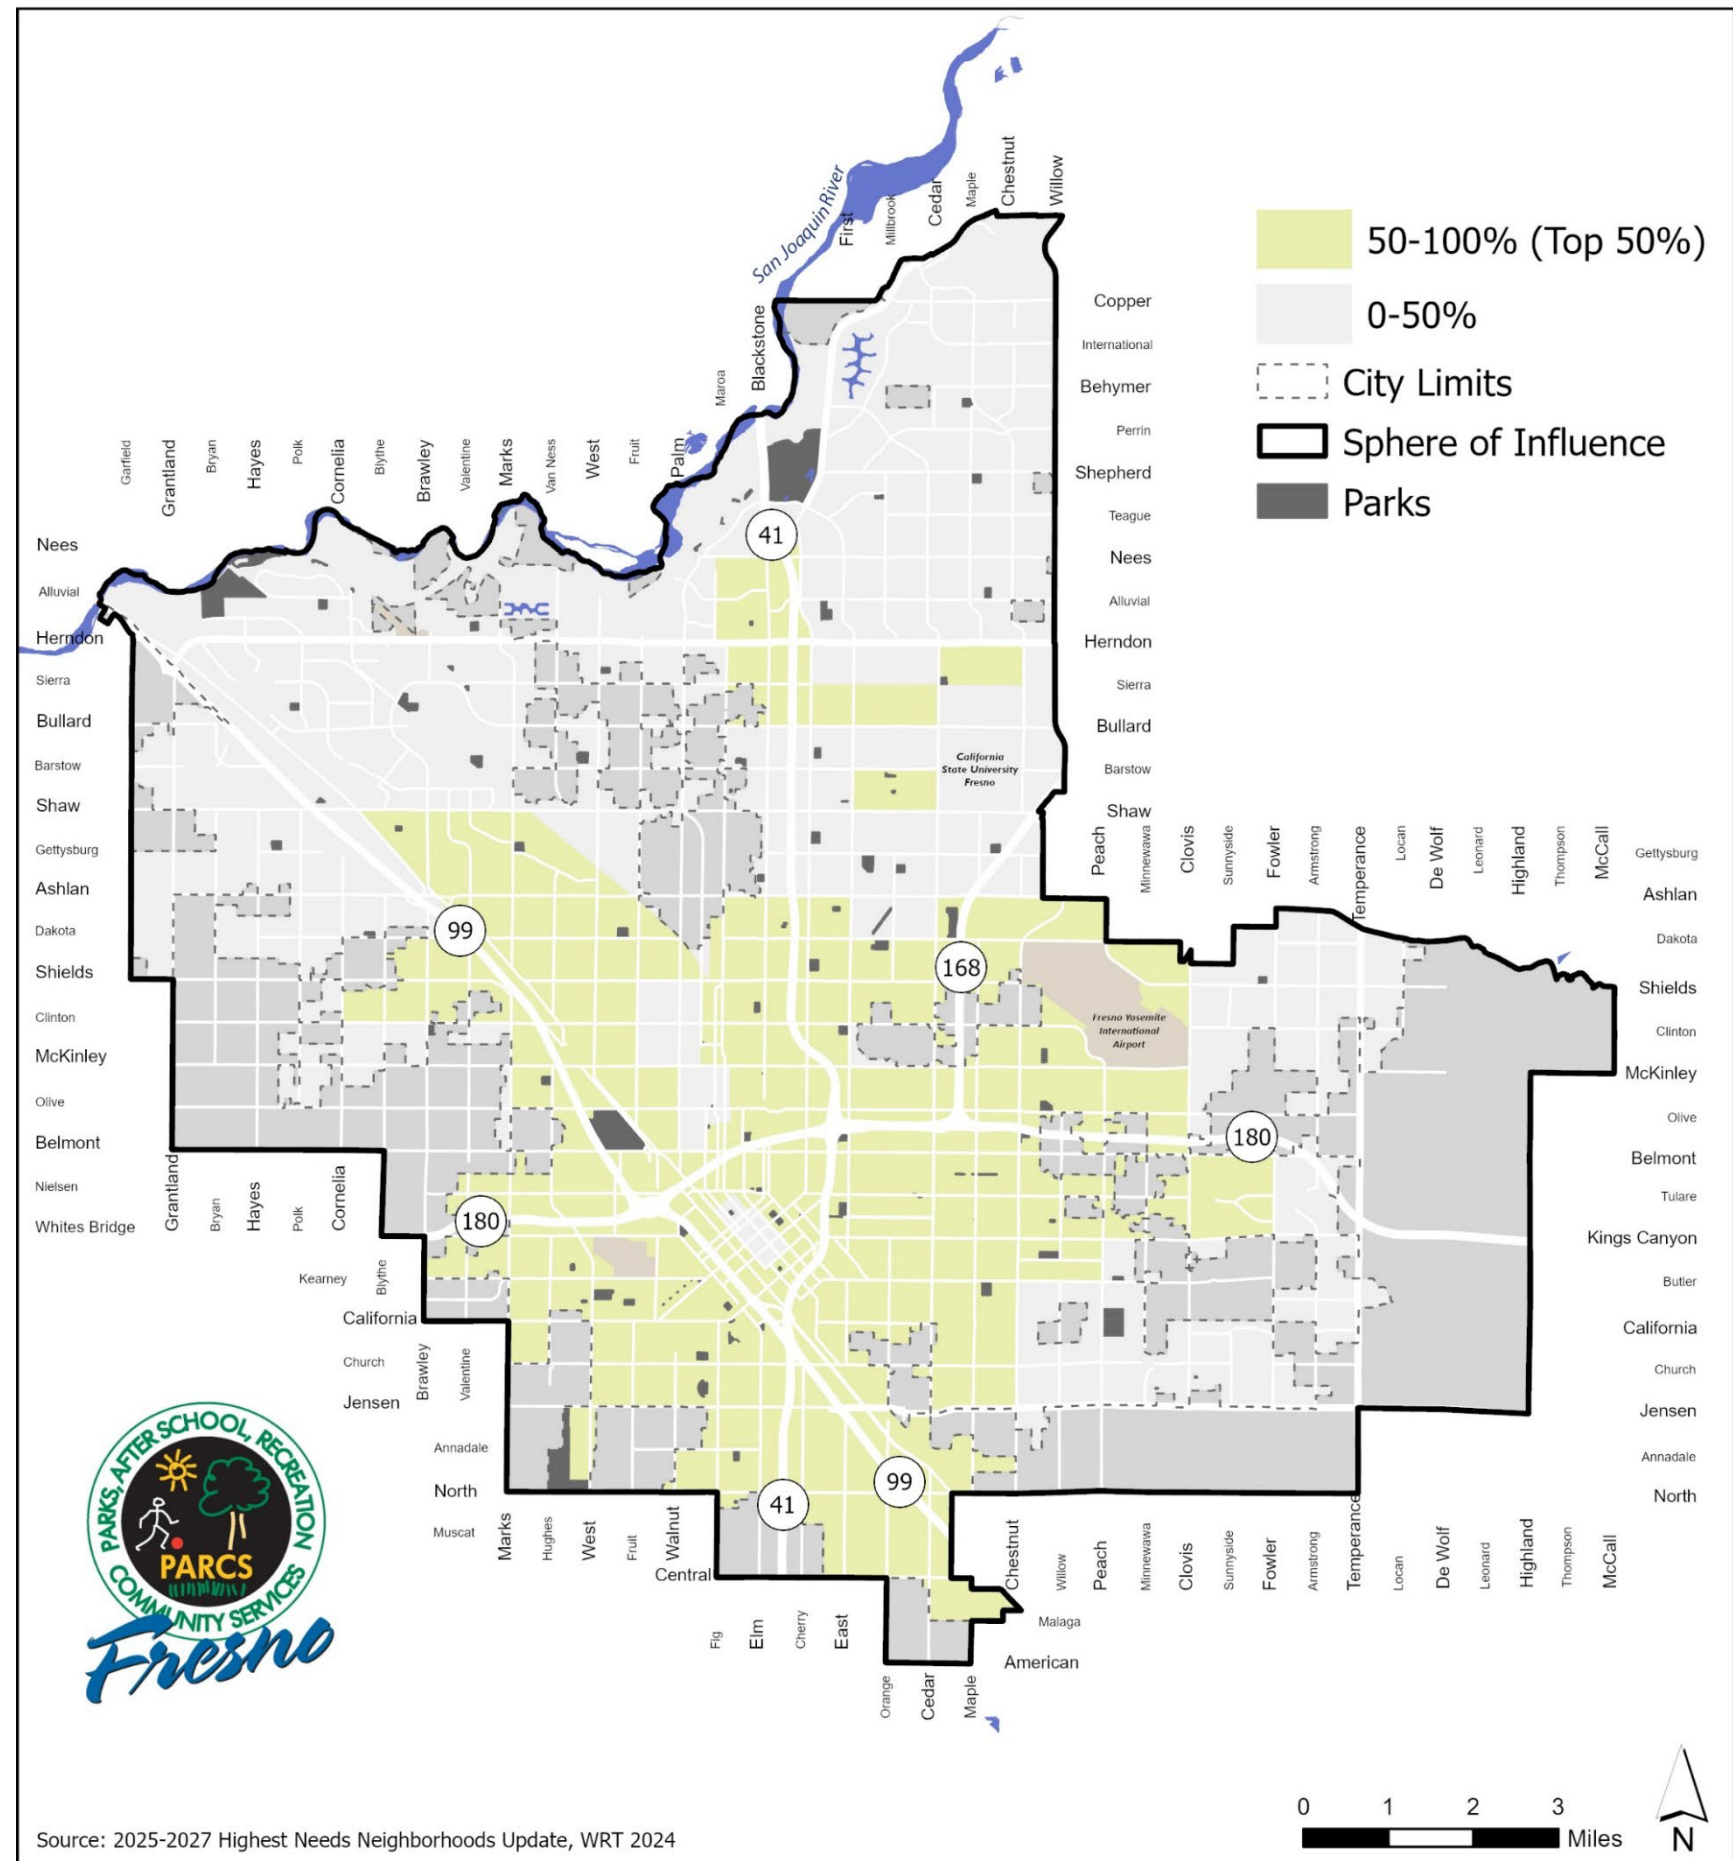 San Joaquin River
First
Millbrook
Cedar
Maple
Chestnut
Willow
50-100% (Top 50%)
0-50%
City Limits
Sphere of Influence
Parks
Copper
International
Behymer
Perrin
Shepherd
Teague
Nees
Alluvial
Herndon
Sierra
Bullard
Barstow
Shaw
Maroa
Blackstone
Garfield
Grantland
Bryan
Hayes
Polk
Cornelia
Blythe
Brawley
Valentine
Marks
Van Ness
West
Fruit
Palm
Nees
Alluvial
Herndon
Sierra
Bullard
Barstow
Shaw
Gettysburg
Ashlan
Dakota
Shields
Clinton
McKinley
Olive
Belmont
Nielsen
Whites Bridge
41
California
State University
Fresno
Peach
Minnewawa
Clovis
Sunnyside
Fowler
Armstrong
Temperance
Locan
De Wolf
Leonard
Highland
Thompson
McCall
Gettysburg
Ashlan
Dakota
Shields
Clinton
McKinley
Olive
Belmont
Tulare
Kings Canyon
Butler
California
Church
Jensen
Annadale
North
99
168
Fresno Yosemite
International
Airport
180
180
Grantland
Bryan
Hayes
Polk
Cornelia
Kearney
Blythe
California
Church
Brawley
Valentine
Jensen
Annadale
North
Muscat
41
99
Marks
Hughes
West
Fruit
Walnut
Central
Chestnut
Willow
Peach
Minnewawa
Clovis
Sunnyside
Fowler
Armstrong
Temperance
Locan
De Wolf
Leonard
Highland
Thompson
McCall
Fig
Elm
Cherry
East
Malaga
American
Orange
Cedar
Maple
PARKS, AFTER SCHOOL, RECREATION
COMMUNITY SERVICES
PARCS
Fresno
0 1 2 3
Miles
N
Source: 2025-2027 Highest Needs Neighborhoods Update, WRT 2024